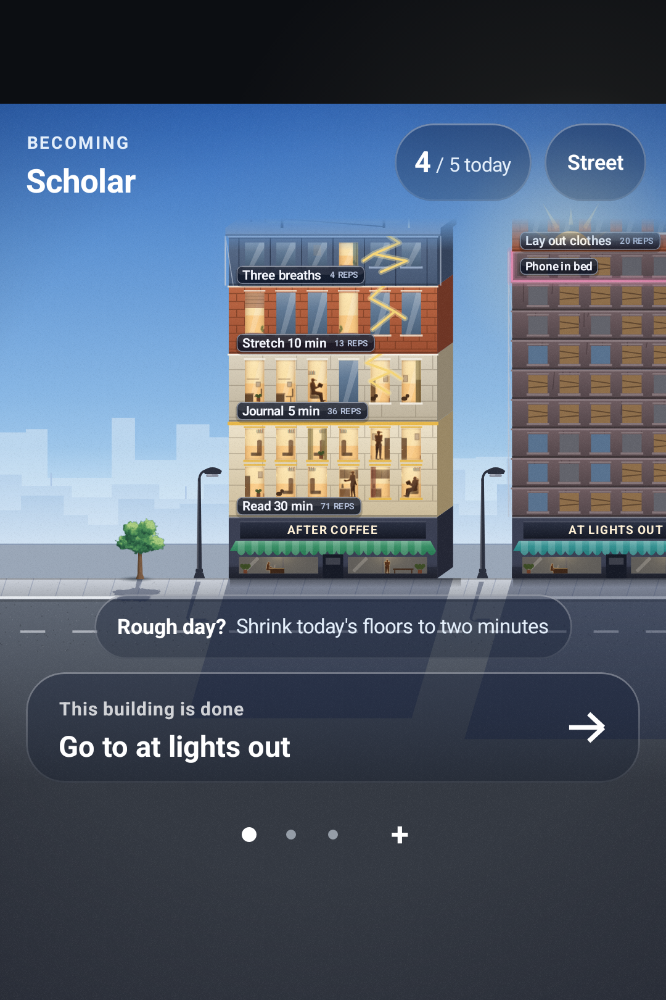 BECOMING
Scholar
4 / 5 today
Street
Three breaths 4 REPS
Stretch 10 min 13 REPS
Journal 5 min 36 REPS
Read 30 min 71 REPS
AFTER COFFEE
Lay out clothes 20 REPS
Phone in bed
AT LIGHTS OUT
Rough day? Shrink today's floors to two minutes
This building is done
Go to at lights out
+